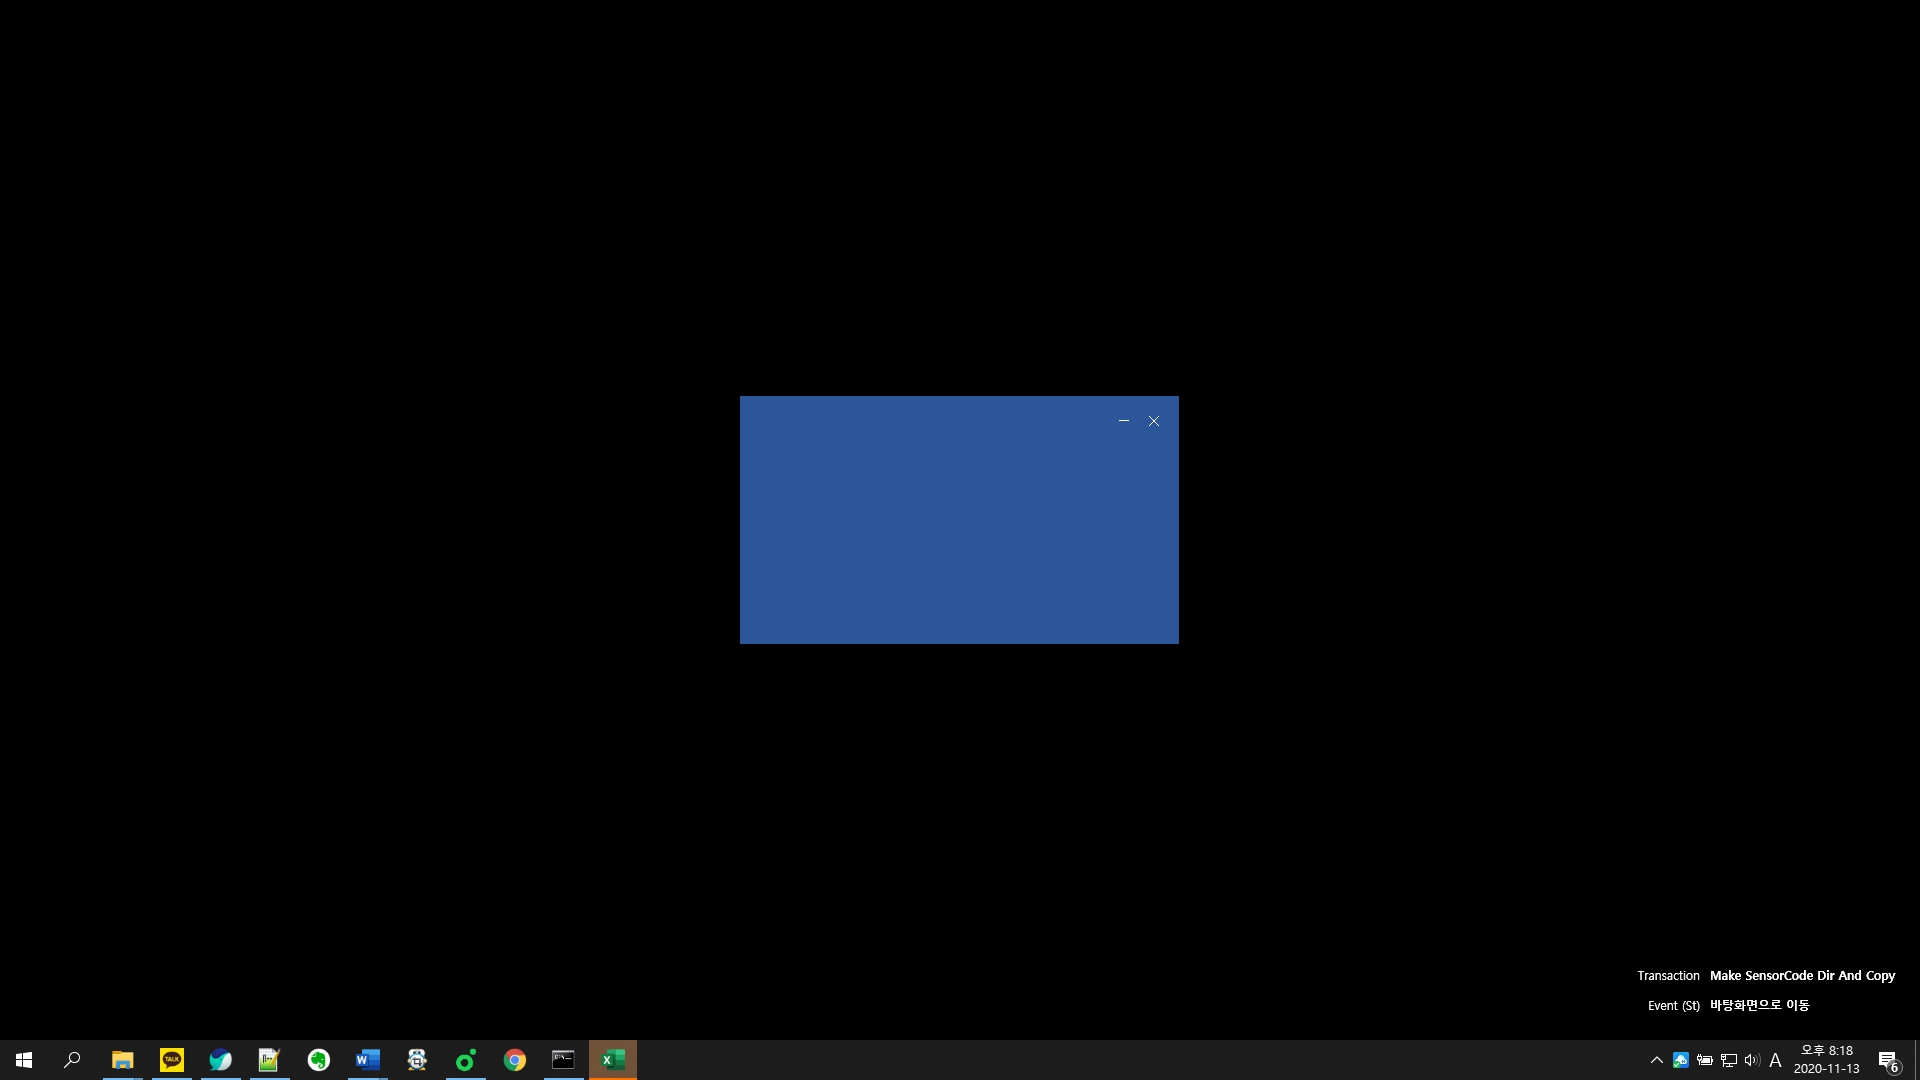 Transaction Make SensorCode Dir And Copy
Event (St) 바탕화면으로 이동
TALK
W
X
A
오후 8:18
2020-11-13
6